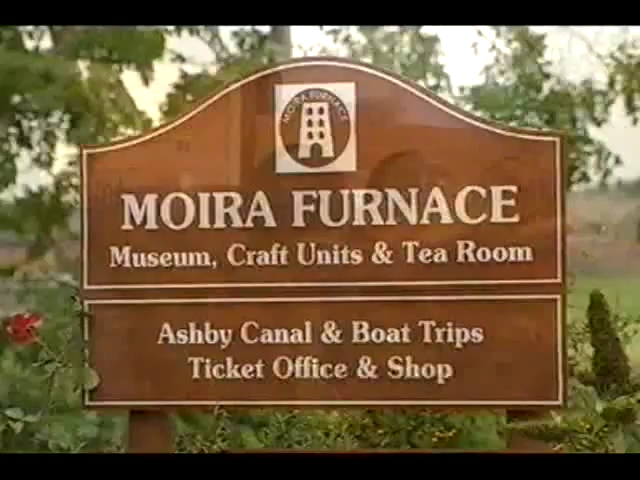 MOIRA FURNACE
MOIRA FURNACE
Museum, Craft Units & Tea Room
Ashby Canal & Boat Trips
Ticket Office & Shop